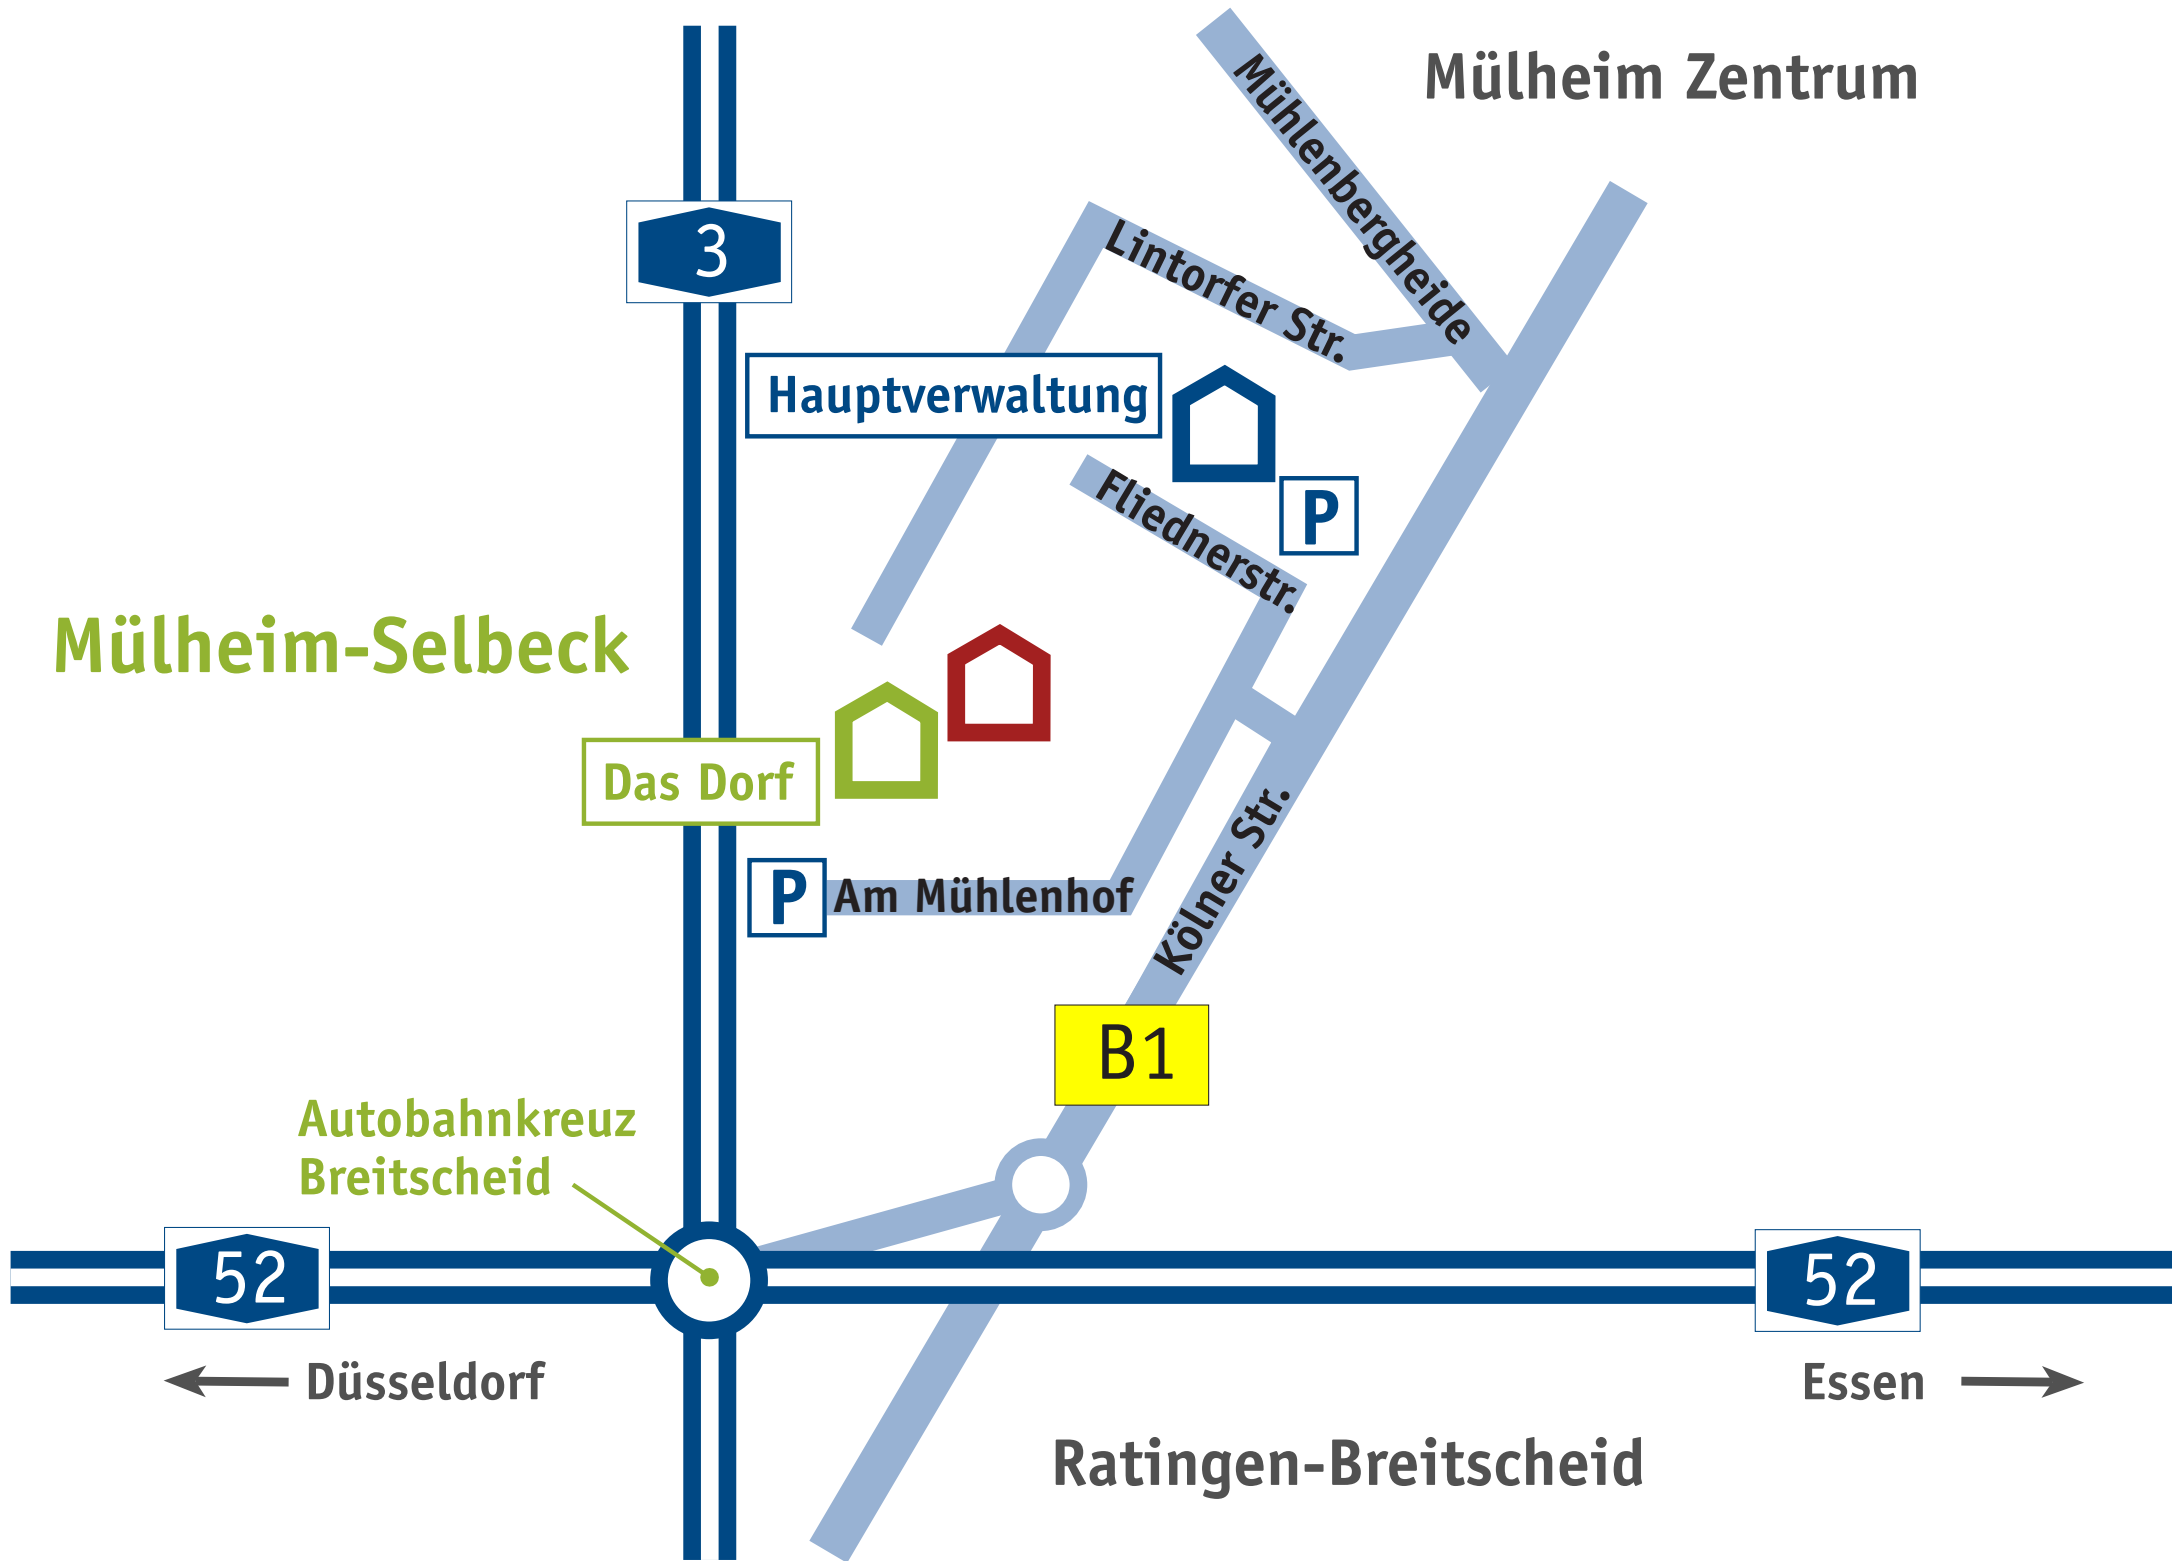 Mülheim Zentrum
Mühlenbergheide
3
Lintorfer Str.
Hauptverwaltung
P
Fliednerstr.
Mülheim-Selbeck
Das Dorf
P
Am Mühlenhof
Kölner Str.
B1
Autobahnkreuz
Breitscheid
52
52
Düsseldorf
Essen
Ratingen-Breitscheid